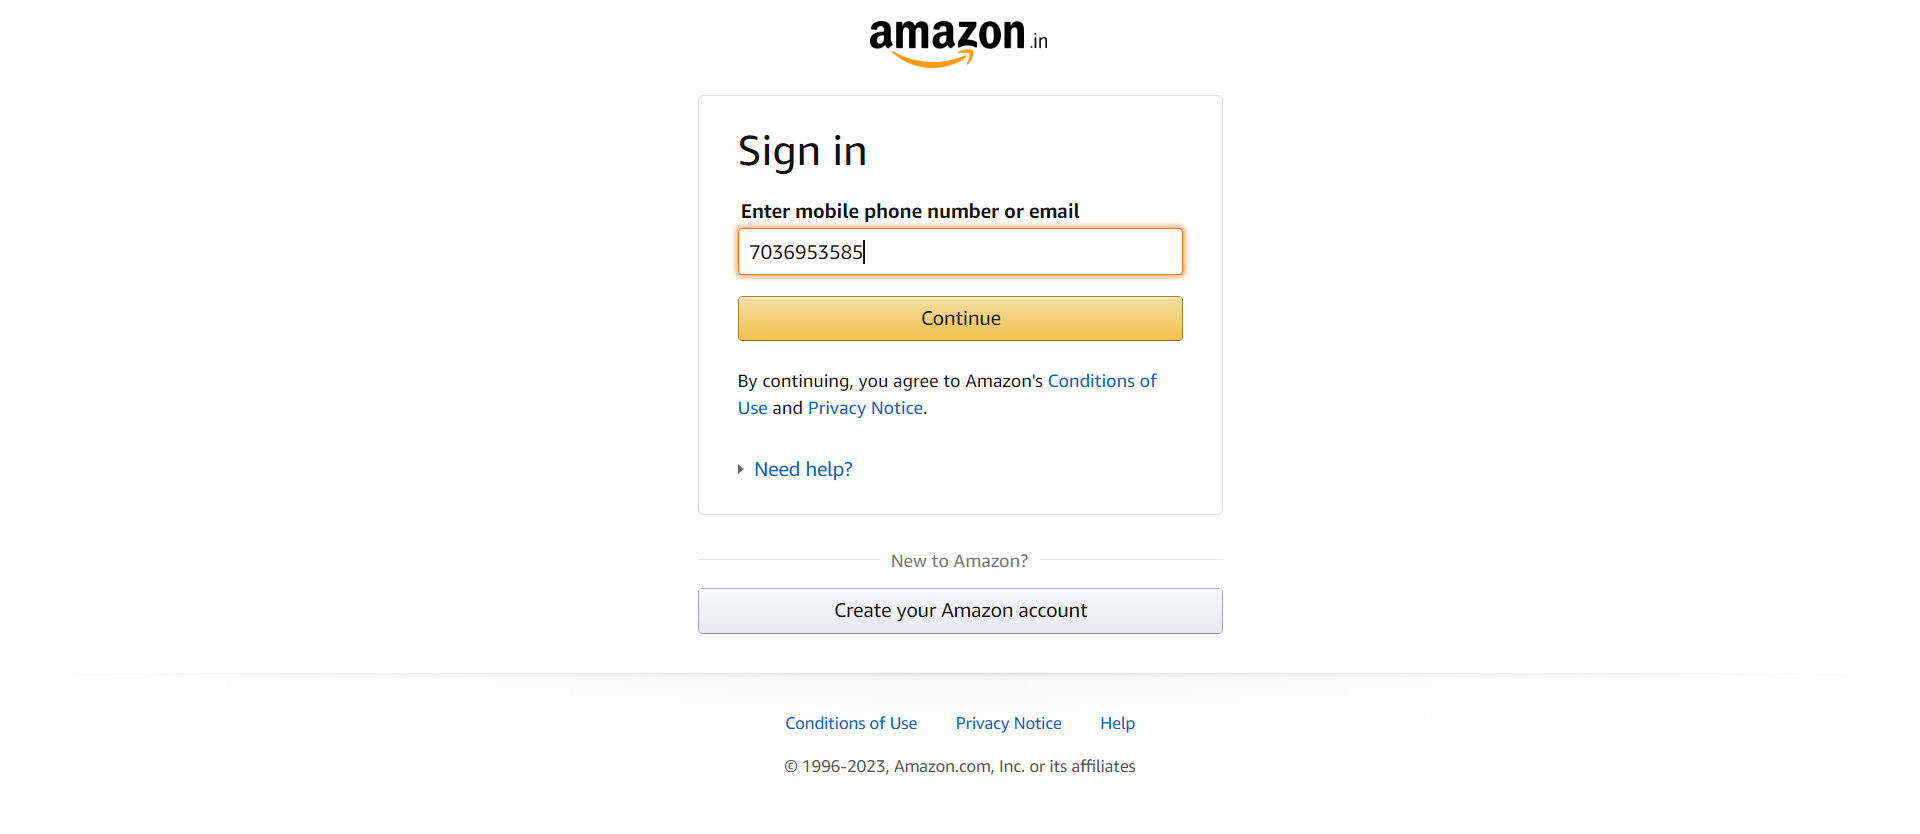 amazon.in
Sign in
Enter mobile phone number or email
7036953585
Continue
By continuing, you agree to Amazon's Conditions of
Use and Privacy Notice.
Need help?
New to Amazon?
Create your Amazon account
Conditions of Use Privacy Notice Help
© 1996-2023, Amazon.com, Inc. or its affiliates